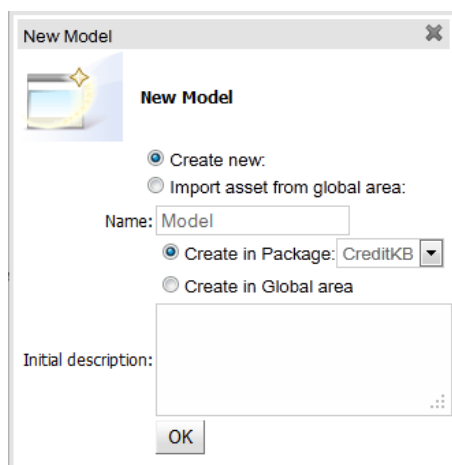 New Model
New Model
Create new:
Import asset from global area:
Name: Model
Create in Package: CreditKB
Create in Global area
Initial description:
OK